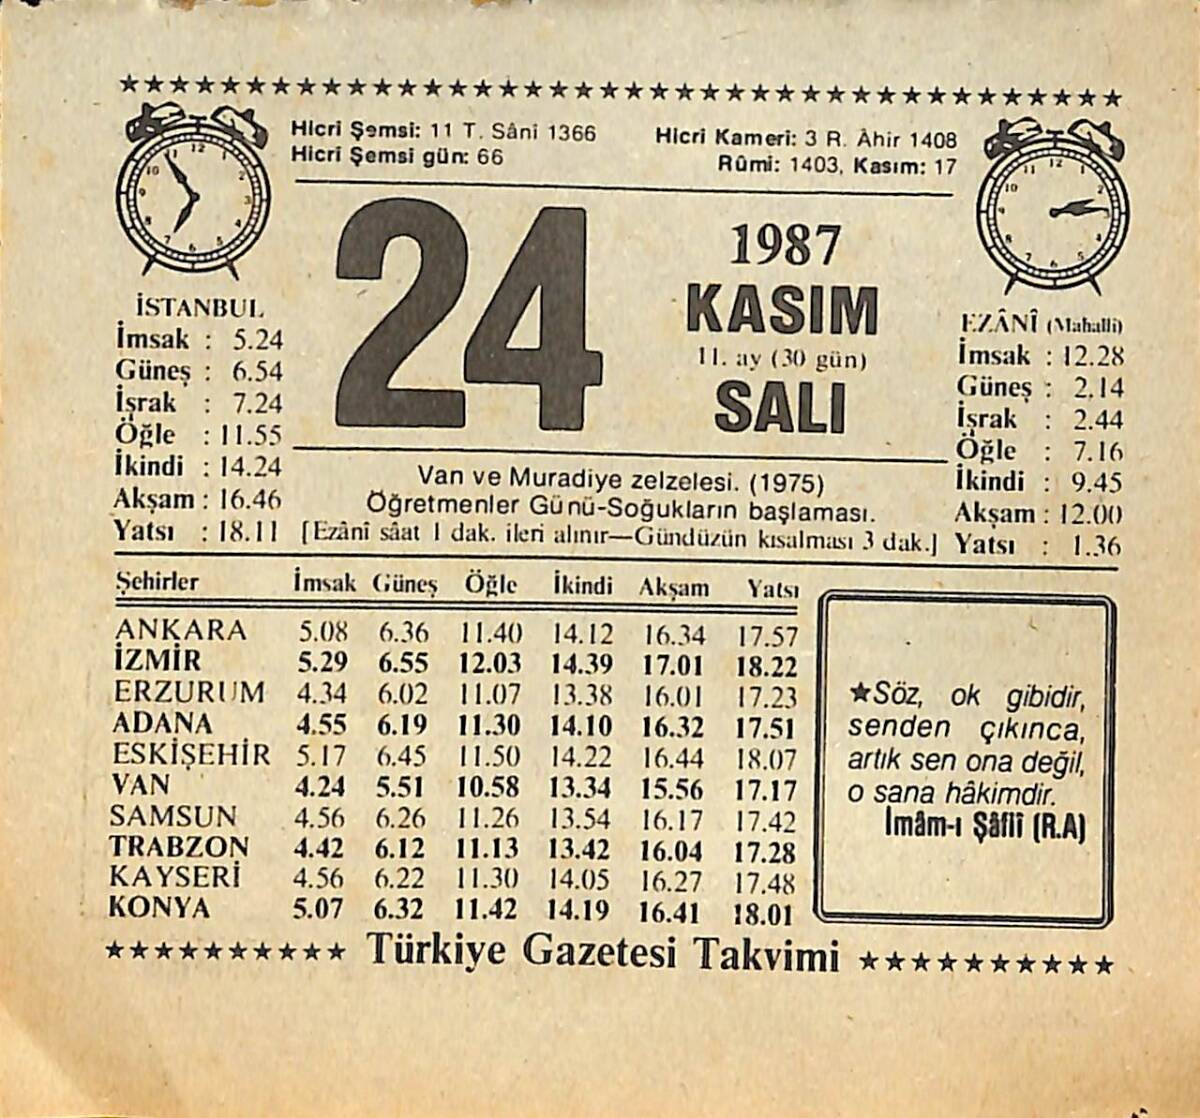 Hicrî Şemsî: 11 T. Sânî 1366
Hicrî Şemsî gün: 66
Hicrî Kamerî: 3 R. Âhir 1408
Rûmî: 1403, Kasım: 17
24
1987
KASIM
11. ay (30 gün)
SALI
İSTANBUL
İmsak : 5.24
Güneş : 6.54
İşrak : 7.24
Öğle : 11.55
İkindi : 14.24
Akşam : 16.46
Yatsı : 18.11
EZÂNÎ (Mahallî)
İmsak : 12.28
Güneş : 2.14
İşrak : 2.44
Öğle : 7.16
İkindi : 9.45
Akşam : 12.00
Yatsı : 1.36
Van ve Muradiye zelzelesi. (1975)
Öğretmenler Günü-Soğukların başlaması.
[Ezânî sâat 1 dak. ileri alınır—Gündüzün kısalması 3 dak.]
Şehirler İmsak Güneş Öğle İkindi Akşam Yatsı
ANKARA 5.08 6.36 11.40 14.12 16.34 17.57
İZMİR 5.29 6.55 12.03 14.39 17.01 18.22
ERZURUM 4.34 6.02 11.07 13.38 16.01 17.23
ADANA 4.55 6.19 11.30 14.10 16.32 17.51
ESKİŞEHİR 5.17 6.45 11.50 14.22 16.44 18.07
VAN 4.24 5.51 10.58 13.34 15.56 17.17
SAMSUN 4.56 6.26 11.26 13.54 16.17 17.42
TRABZON 4.42 6.12 11.13 13.42 16.04 17.28
KAYSERİ 4.56 6.22 11.30 14.05 16.27 17.48
KONYA 5.07 6.32 11.42 14.19 16.41 18.01
★Söz, ok gibidir,
senden çıkınca,
artık sen ona değil,
o sana hâkimdir.
İmâm-ı Şâfiî (R.A)
Türkiye Gazetesi Takvimi